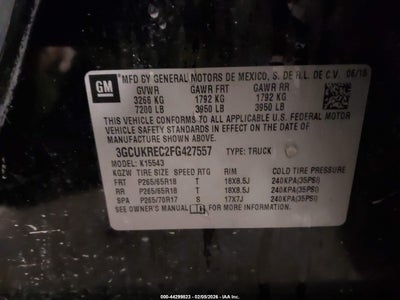 GM
MFD BY GENERAL MOTORS DE MEXICO, S. DE R.L. DE C.V. 06/15
GVWR GAWR FRT GAWR RR
3266 KG 1792 KG 1792 KG
7200 LB 3950 LB 3950 LB
THIS VEHICLE CONFORMS TO ALL APPLICABLE U.S. FEDERAL MOTOR
VEHICLE SAFETY AND THEFT PREVENTION STANDARDS IN EFFECT ON THE DATE OF
MANUFACTURE SHOWN ABOVE.
3GCUKREC2FG427557 TYPE: TRUCK
MODEL: K15543
KGZW TIRE SIZE SPEED RTG RIM COLD TIRE PRESSURE
FRT P265/65R18 T 18X8.5J 240KPA(35PSI)
RR P265/65R18 T 18X8.5J 240KPA(35PSI)
SPA P265/70R17 S 17X7J 240KPA(35PSI)
SEE OWNER'S MANUAL
000-44299823 - 02/05/2026 - IAA Inc.